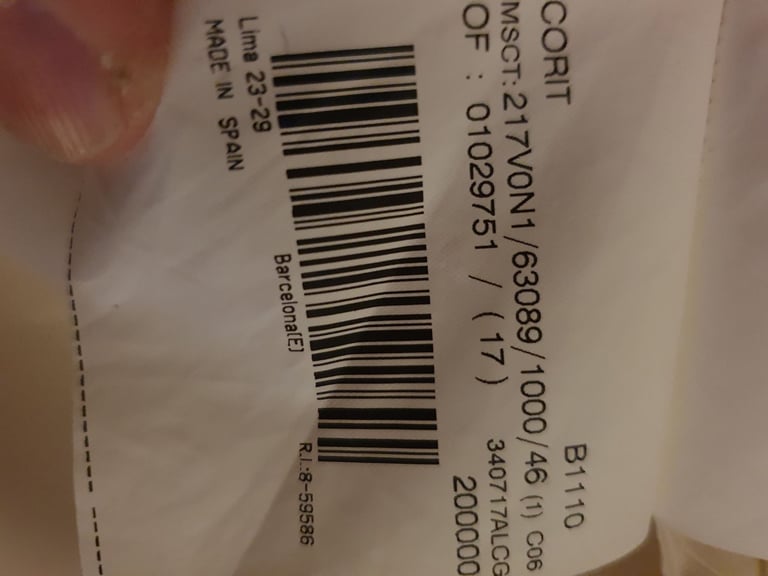 CORIT B1110
MSCT:217V0N1/63089/1000/46 (1) C06
OF : 01029751 / (17) 340717ALCG
200000
Barcelona(E) R.I.:8-59586
Lima 23-29
MADE IN SPAIN